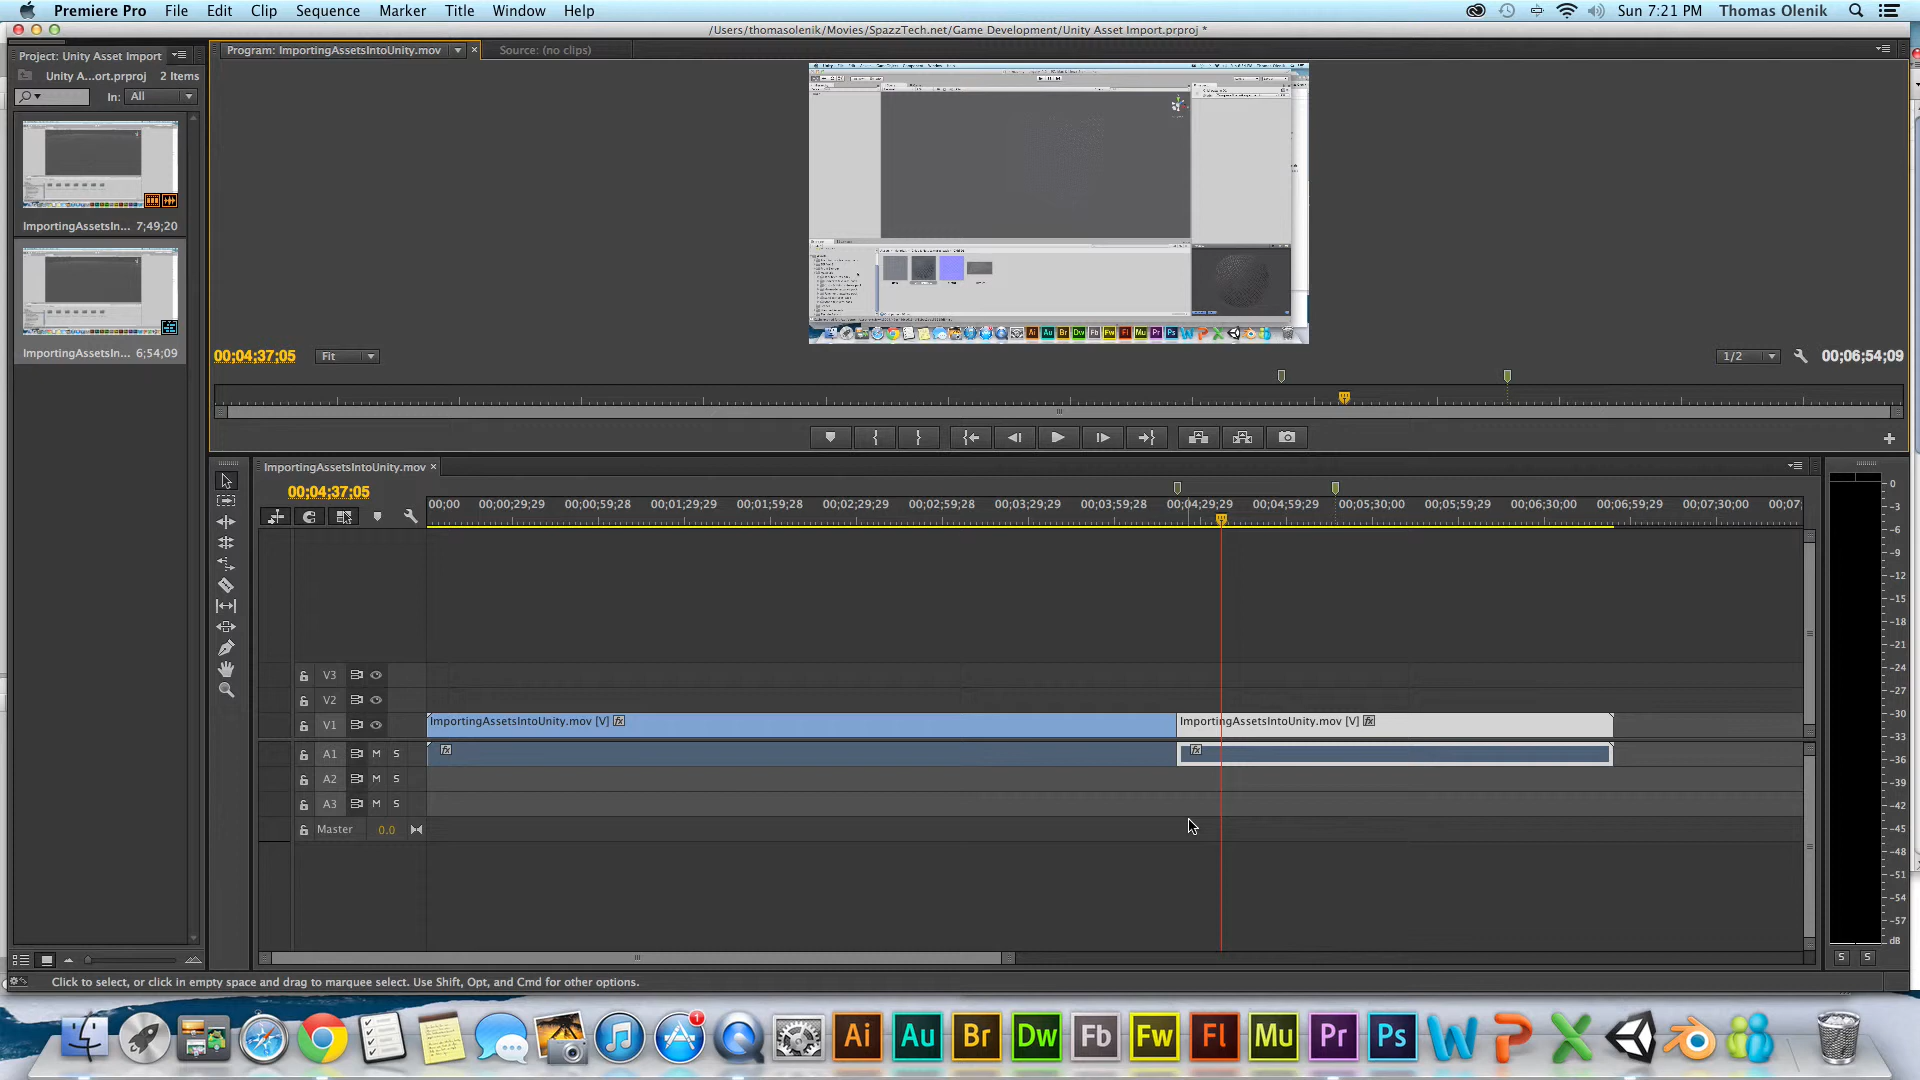 Premiere Pro File Edit Clip Sequence Marker Title Window Help Sun 7:21 PM Thomas Olenik
/Users/thomasolenik/Movies/SpazzTech.net/Game Development/Unity Asset Import.prproj *
Project: Unity Asset Import
Unity A...ort.prproj 2 Items
In: All
ImportingAssetsIn... 7;49;20
ImportingAssetsIn... 6;54;09
Program: ImportingAssetsIntoUnity.mov Source: (no clips)
00;04;37;05 Fit 1/2 00;06;54;09
ImportingAssetsIntoUnity.mov
00;04;37;05
00;00 00;00;29;29 00;00;59;28 00;01;29;29 00;01;59;28 00;02;29;29 00;02;59;28 00;03;29;29 00;03;59;28 00;04;29;29 00;04;59;29 00;05;30;00 00;05;59;29 00;06;30;00 00;06;59;29 00;07;30;00 00;07;
V3
V2
V1 ImportingAssetsIntoUnity.mov [V] fx ImportingAssetsIntoUnity.mov [V] fx
A1 M S fx fx
A2 M S
A3 M S
Master 0.0
0
-3
-6
-9
-12
-15
-18
-21
-24
-27
-30
-33
-36
-39
-42
-45
-48
-51
-54
-57
dB
S S
Click to select, or click in empty space and drag to marquee select. Use Shift, Opt, and Cmd for other options.
1
Ai Au Br Dw Fb Fw Fl Mu Pr Ps